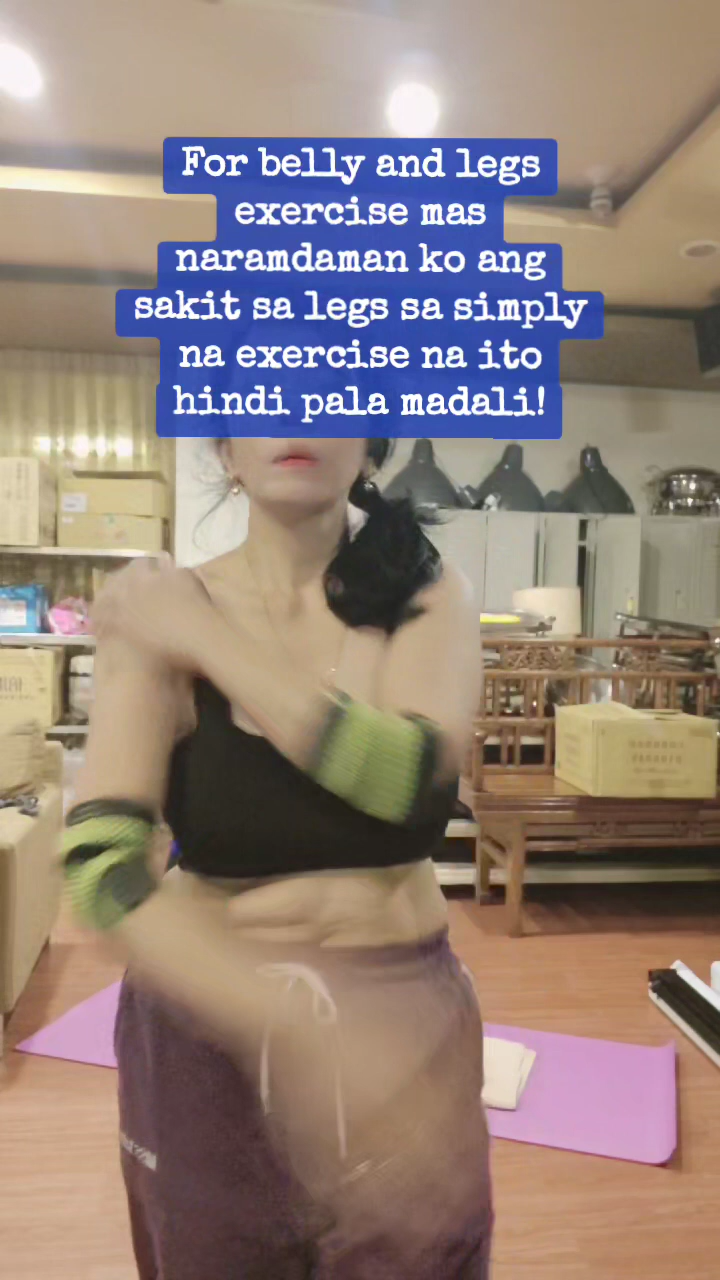 For belly and legs
exercise mas
naramdaman ko ang
sakit sa legs sa simply
na exercise na ito
hindi pala madali!